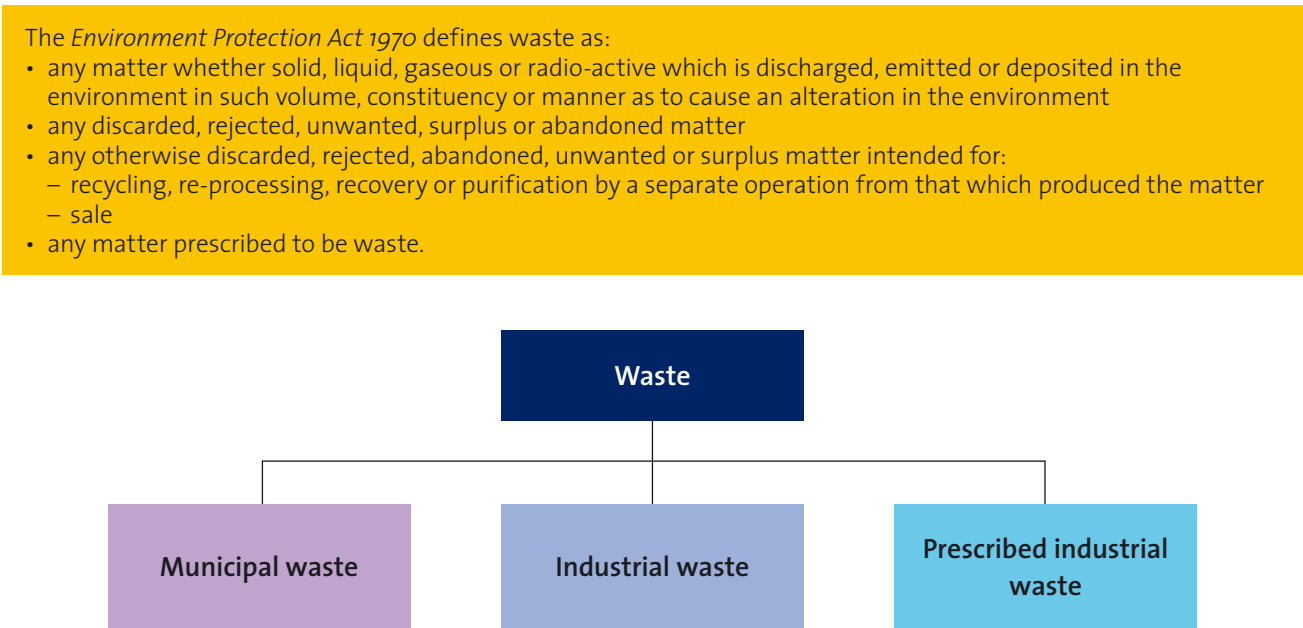 The Environment Protection Act 1970 defines waste as:
• any matter whether solid, liquid, gaseous or radio-active which is discharged, emitted or deposited in the
environment in such volume, constituency or manner as to cause an alteration in the environment
• any discarded, rejected, unwanted, surplus or abandoned matter
• any otherwise discarded, rejected, abandoned, unwanted or surplus matter intended for:
– recycling, re-processing, recovery or purification by a separate operation from that which produced the matter
– sale
• any matter prescribed to be waste.
Waste
Municipal waste
Industrial waste
Prescribed industrial
waste